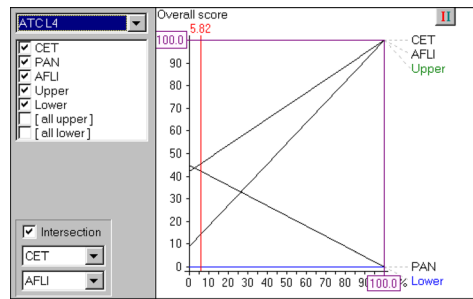 ATC L4
CET
PAN
AFLI
Upper
Lower
[ all upper ]
[ all lower ]
Intersection
CET
AFLI
Overall score
5.82
100.0
90
80
70
60
50
40
30
20
10
0
0 10 20 30 40 50 60 70 80 90 100.0 %
II
CET
AFLI
Upper
PAN
Lower